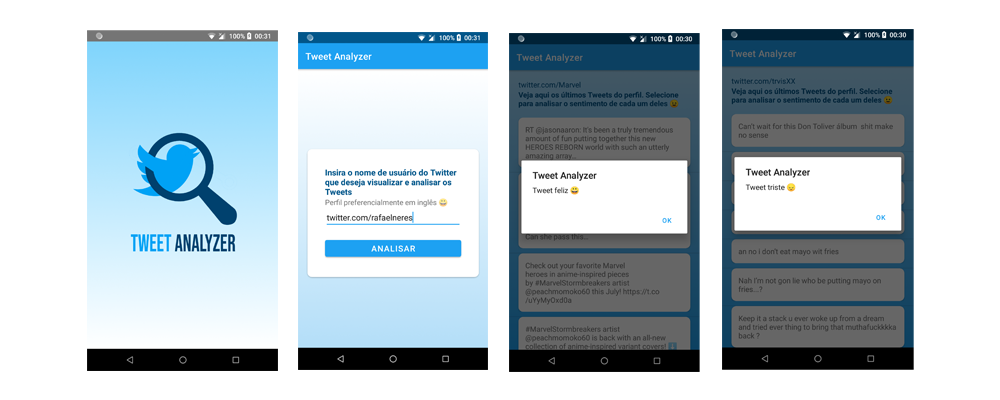 100% 00:31
TWEET ANALYZER
100% 00:31
Tweet Analyzer
Insira o nome de usuário do Twitter
que deseja visualizar e analisar os
Tweets
Perfil preferencialmente em inglês 😀
twitter.com/rafaelneres
ANALISAR
100% 00:30
Tweet Analyzer
twitter.com/Marvel
Veja aqui os últimos Tweets do perfil. Selecione
para analisar o sentimento de cada um deles 😉
RT @jasonaaron: It's been a truly tremendous
amount of fun putting together this new
HEROES REBORN world with such an utterly
amazing array…
Tweet Analyzer
Tweet feliz 😀
OK
Can she pass this…
Check out your favorite Marvel
heroes in anime-inspired pieces
by #MarvelStormbreakers artist
@peachmomoko60 this July! https://t.co
/uYyMyOxd0a
#MarvelStormbreakers artist
@peachmomoko60 is back with an all-new
collection of anime-inspired variant covers! ⬇️
100% 00:30
Tweet Analyzer
twitter.com/trvisXX
Veja aqui os últimos Tweets do perfil. Selecione
para analisar o sentimento de cada um deles 😉
Can't wait for this Don Toliver álbum shit make
no sense
Tweet Analyzer
Tweet triste 😞
OK
an no i don't eat mayo wit fries
Nah I'm not gon lie who be putting mayo on
fries...?
Keep it a stack u ever woke up from a dream
and tried ever thing to bring that muthafuckkkka
back ?